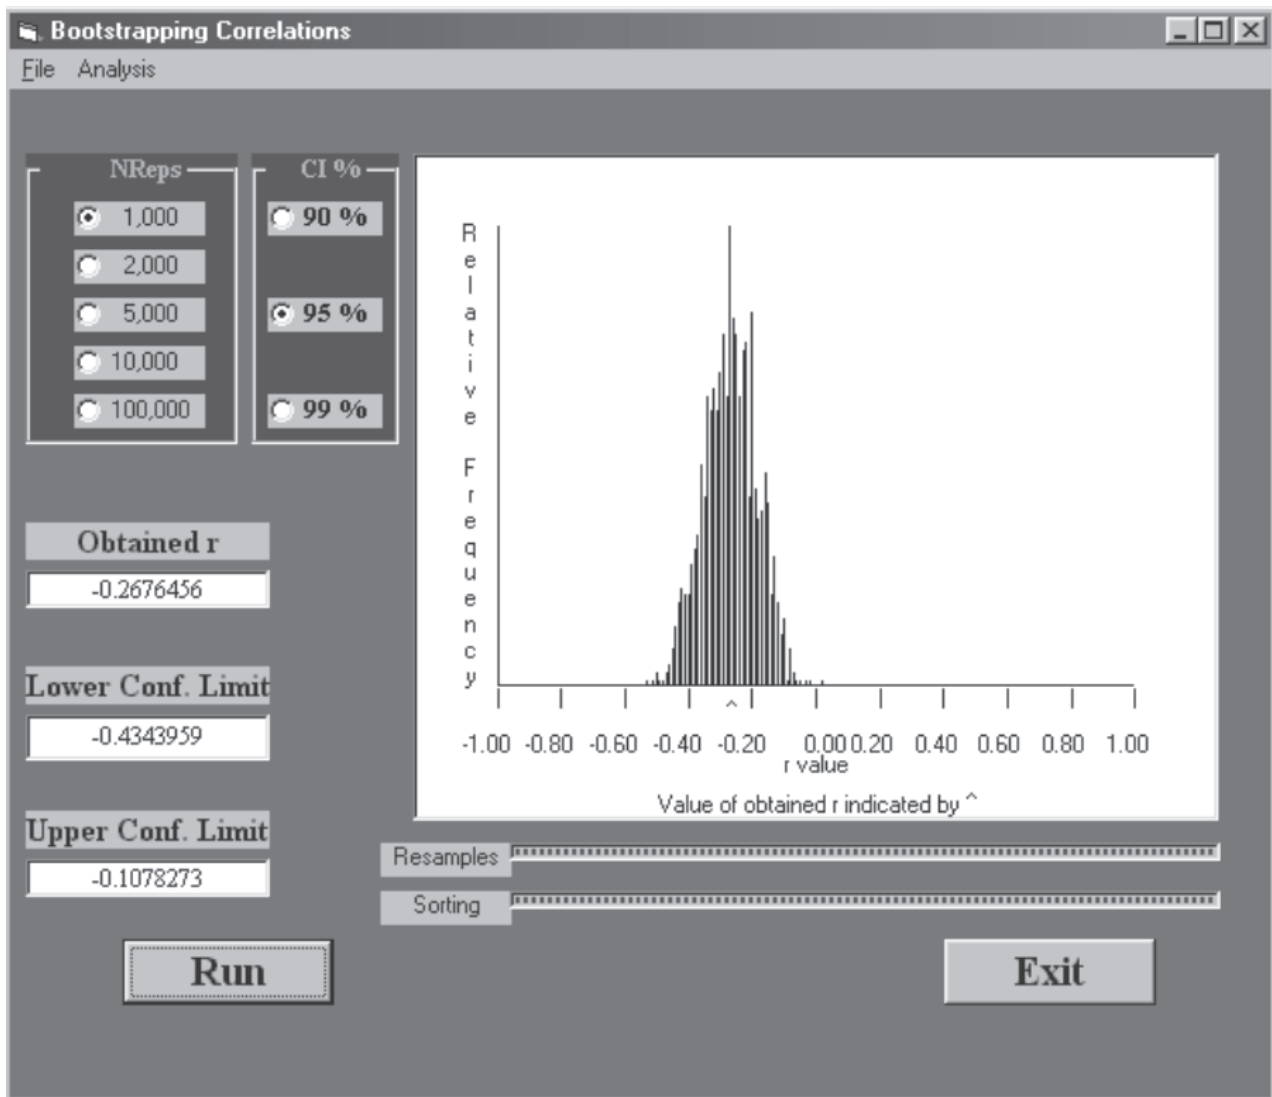 Bootstrapping Correlations
File Analysis
NReps
1,000
2,000
5,000
10,000
100,000
CI %
90 %
95 %
99 %
Relative Frequency
-1.00 -0.80 -0.60 -0.40 -0.20 0.00 0.20 0.40 0.60 0.80 1.00
^
r value
Value of obtained r indicated by ^
Obtained r
-0.2676456
Lower Conf. Limit
-0.4343959
Upper Conf. Limit
-0.1078273
Resamples
Sorting
Run
Exit